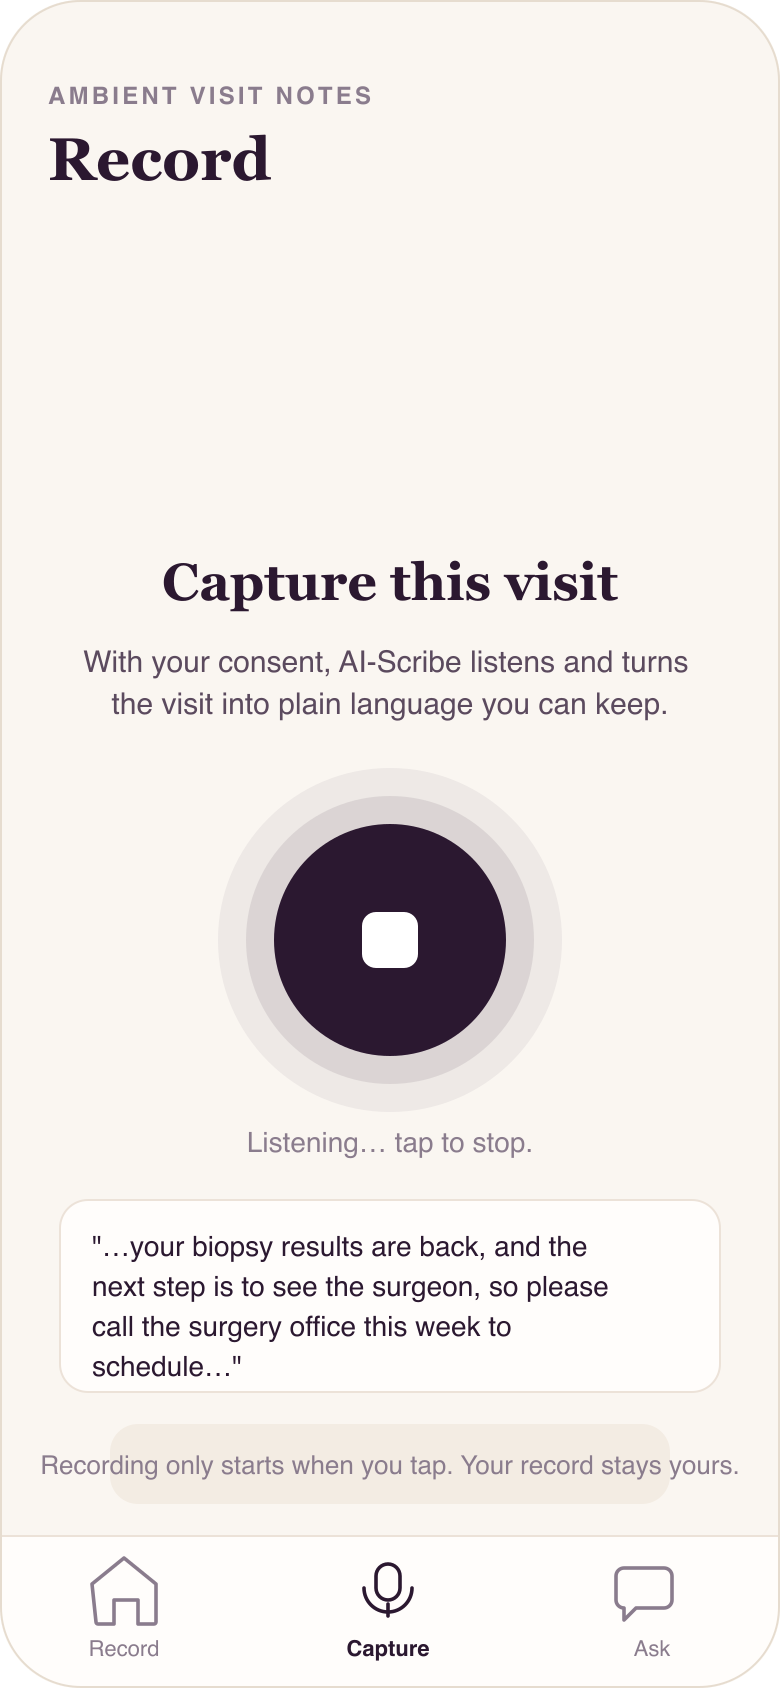 AMBIENT VISIT NOTES
Record
Capture this visit
With your consent, AI-Scribe listens and turns
the visit into plain language you can keep.
Listening… tap to stop.
"…your biopsy results are back, and the
next step is to see the surgeon, so please
call the surgery office this week to
schedule…"
Recording only starts when you tap. Your record stays yours.
Record
Capture
Ask